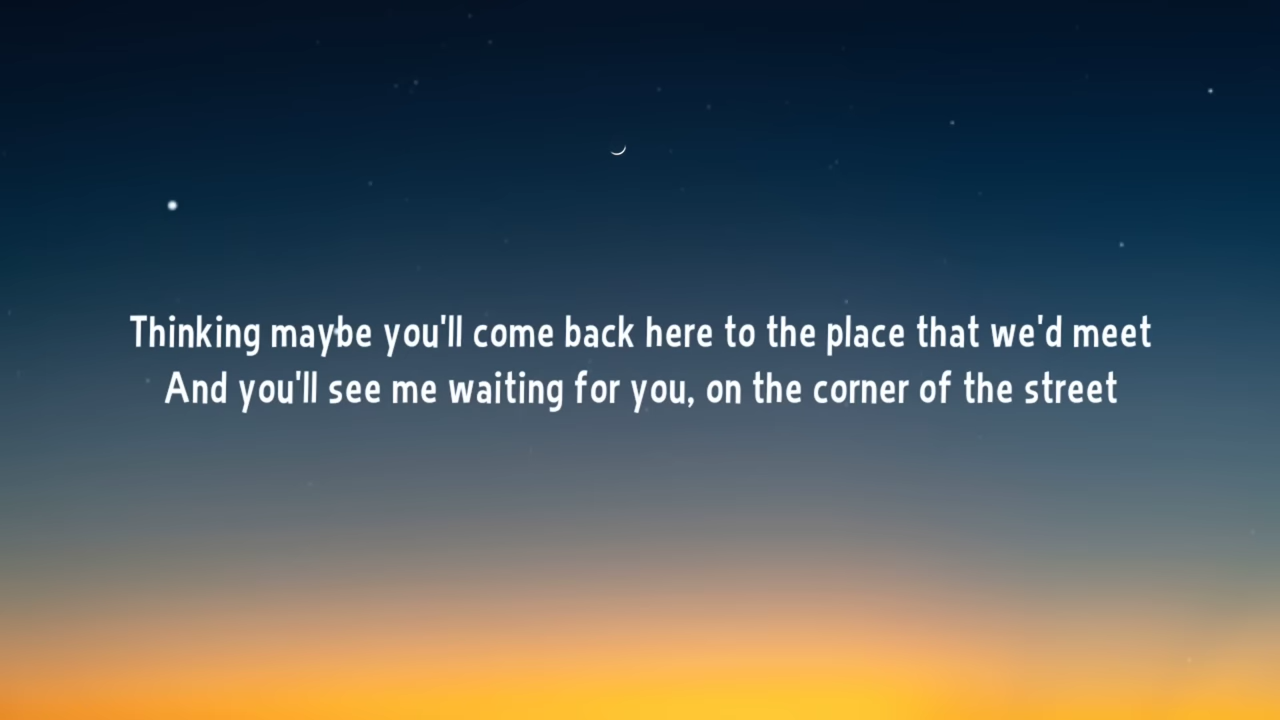 Thinking maybe you'll come back here to the place that we'd meet
And you'll see me waiting for you, on the corner of the street